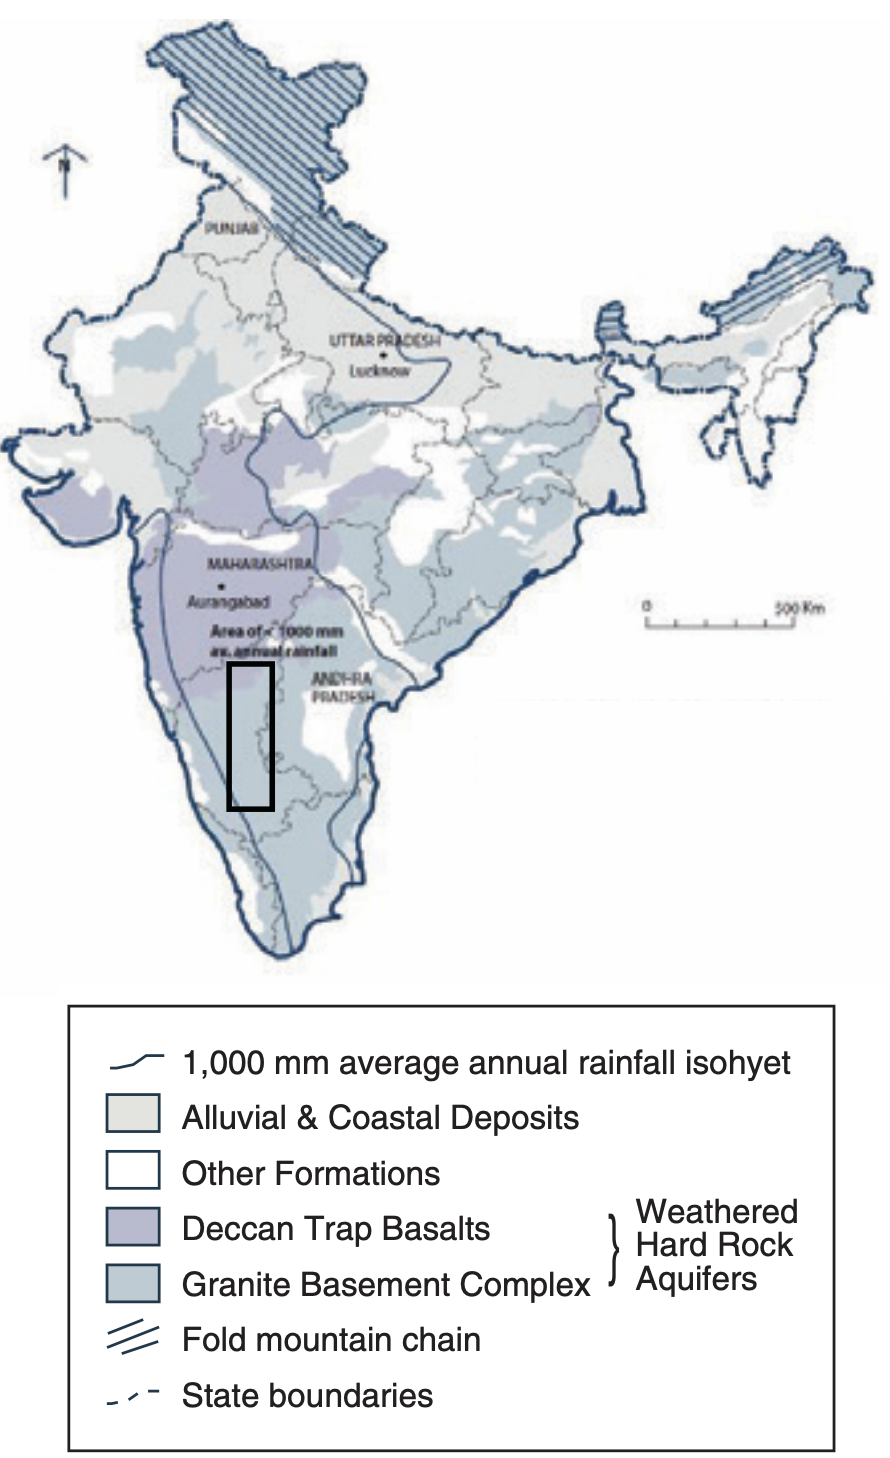 N
PUNJAB
UTTAR PRADESH
Lucknow
MAHARASHTRA
Aurangabad
Area of < 1000 mm
av. annual rainfall
ANDHRA
PRADESH
0
500 Km
1,000 mm average annual rainfall isohyet
Alluvial & Coastal Deposits
Other Formations
Deccan Trap Basalts
Granite Basement Complex
Weathered
Hard Rock
Aquifers
Fold mountain chain
State boundaries